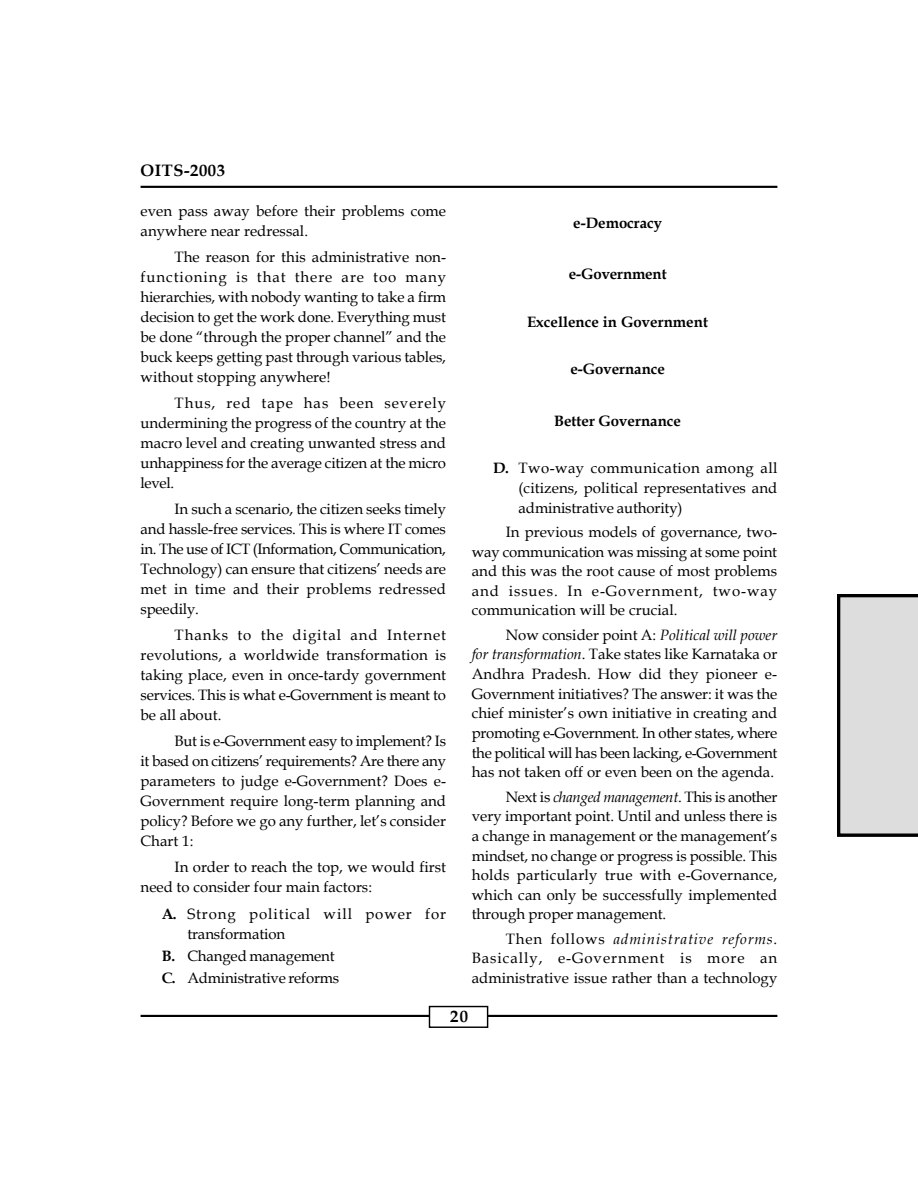 OITS-2003
even pass away before their problems come
anywhere near redressal.
The reason for this administrative non-
functioning is that there are too many
hierarchies, with nobody wanting to take a firm
decision to get the work done. Everything must
be done “through the proper channel” and the
buck keeps getting past through various tables,
without stopping anywhere!
Thus, red tape has been severely
undermining the progress of the country at the
macro level and creating unwanted stress and
unhappiness for the average citizen at the micro
level.
In such a scenario, the citizen seeks timely
and hassle-free services. This is where IT comes
in. The use of ICT (Information, Communication,
Technology) can ensure that citizens’ needs are
met in time and their problems redressed
speedily.
Thanks to the digital and Internet
revolutions, a worldwide transformation is
taking place, even in once-tardy government
services. This is what e-Government is meant to
be all about.
But is e-Government easy to implement? Is
it based on citizens’ requirements? Are there any
parameters to judge e-Government? Does e-
Government require long-term planning and
policy? Before we go any further, let’s consider
Chart 1:
In order to reach the top, we would first
need to consider four main factors:
A. Strong political will power for
transformation
B. Changed management
C. Administrative reforms
e-Democracy
e-Government
Excellence in Government
e-Governance
Better Governance
D. Two-way communication among all
(citizens, political representatives and
administrative authority)
In previous models of governance, two-
way communication was missing at some point
and this was the root cause of most problems
and issues. In e-Government, two-way
communication will be crucial.
Now consider point A: Political will power
for transformation. Take states like Karnataka or
Andhra Pradesh. How did they pioneer e-
Government initiatives? The answer: it was the
chief minister’s own initiative in creating and
promoting e-Government. In other states, where
the political will has been lacking, e-Government
has not taken off or even been on the agenda.
Next is changed management. This is another
very important point. Until and unless there is
a change in management or the management’s
mindset, no change or progress is possible. This
holds particularly true with e-Governance,
which can only be successfully implemented
through proper management.
Then follows administrative reforms.
Basically, e-Government is more an
administrative issue rather than a technology
20